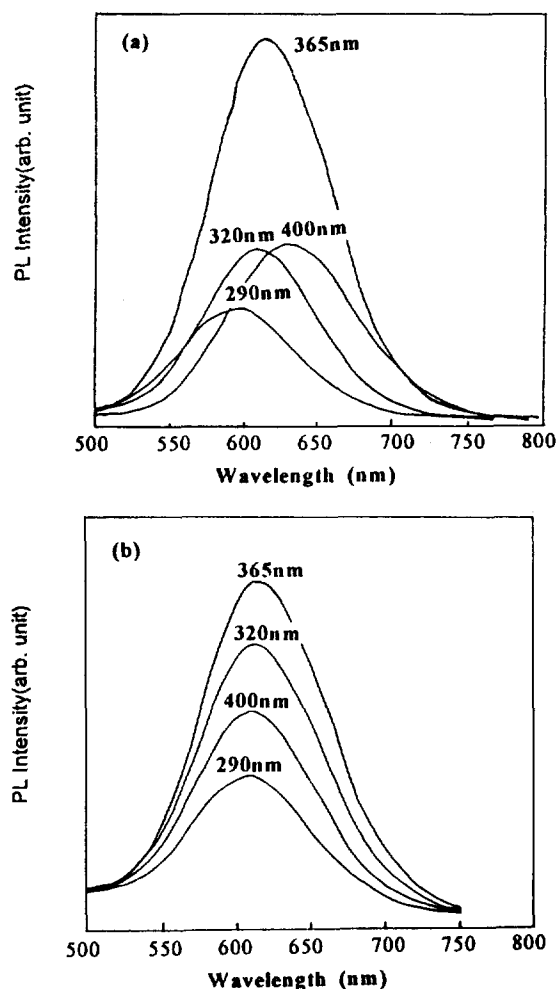 (a)
365nm
320nm 400nm
290nm
PL Intensity(arb. unit)
500 550 600 650 700 750 800
Wavelength (nm)
(b)
365nm
320nm
400nm
290nm
PL Intensity(arb. unit)
500 550 600 650 700 750 800
Wavelength (nm)